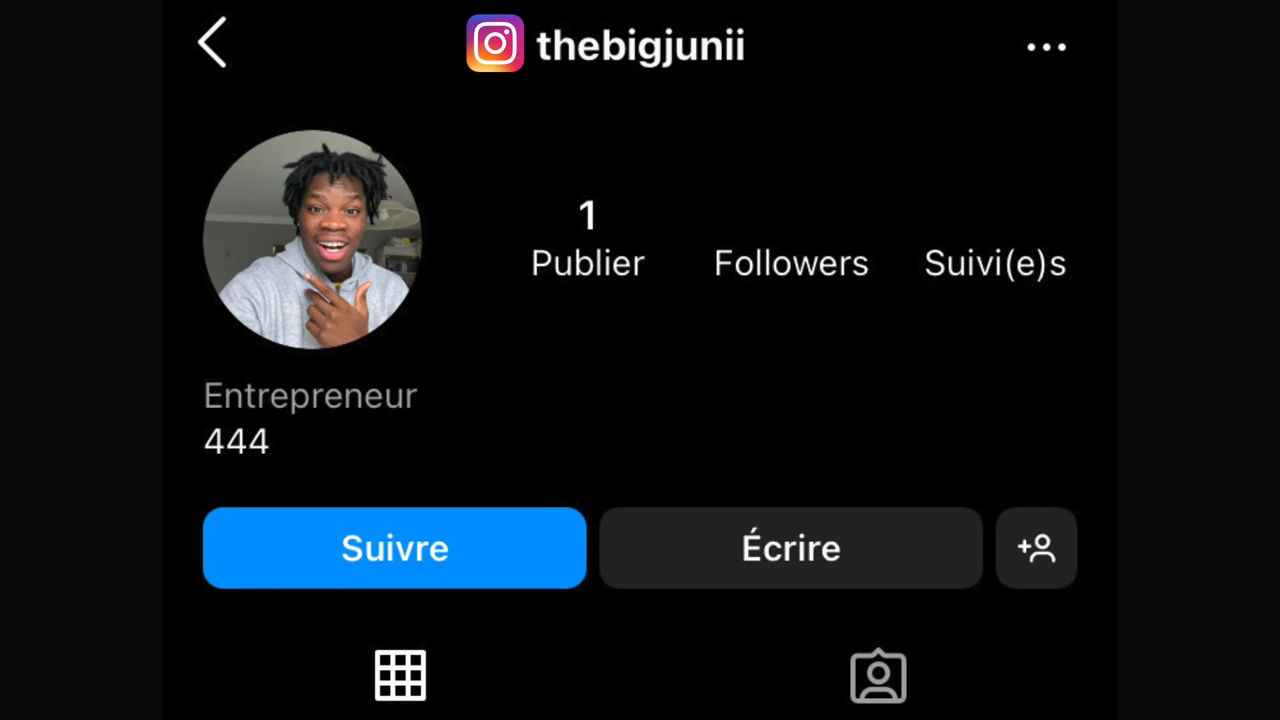 thebigjunii
1
Publier Followers Suivi(e)s
Entrepreneur
444
Suivre Écrire